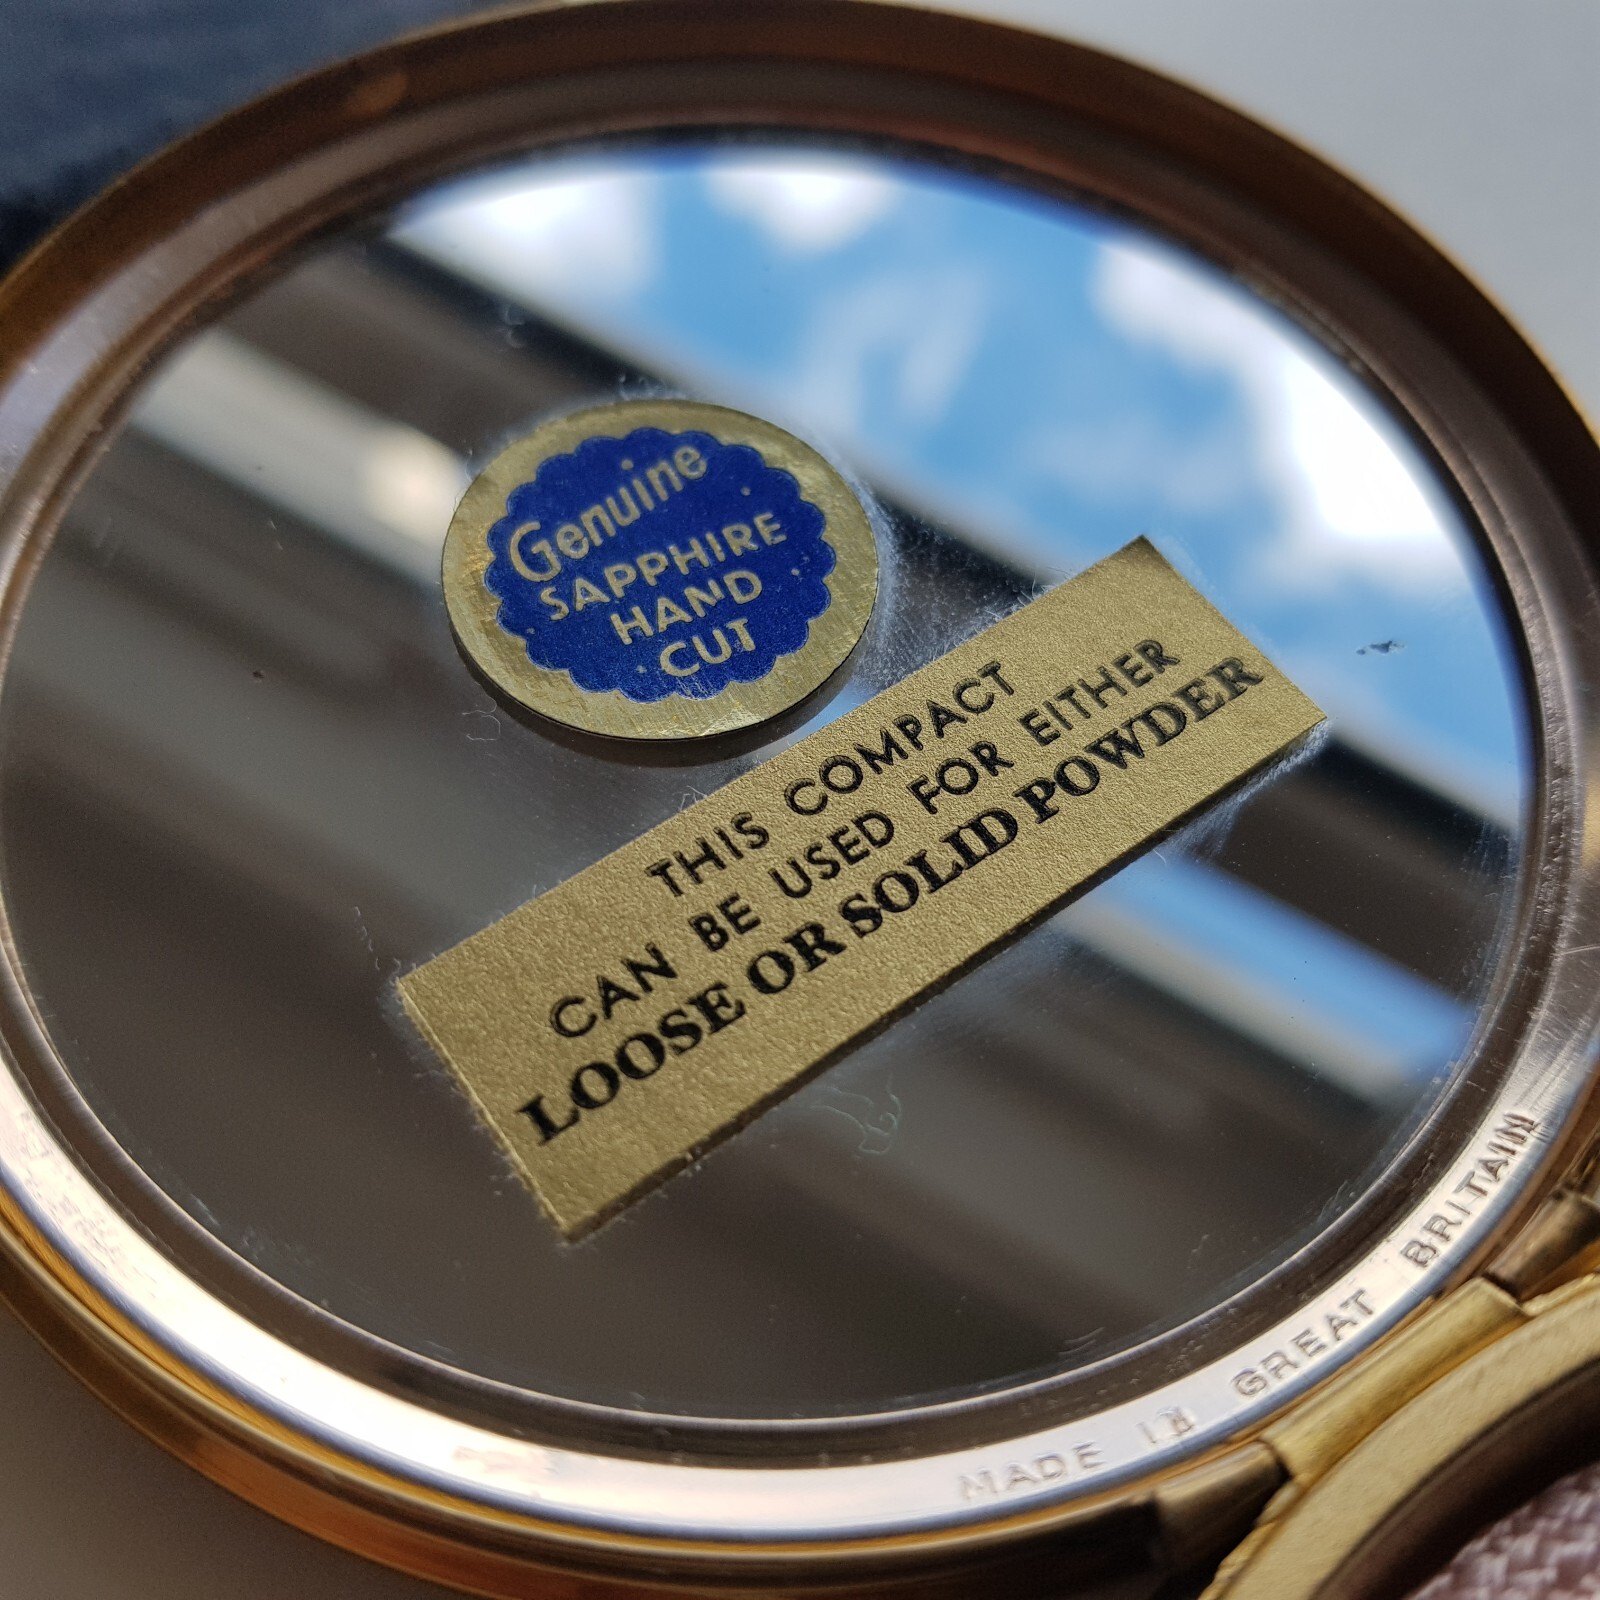 Genuine
SAPPHIRE
HAND
CUT
THIS COMPACT
CAN BE USED FOR EITHER
LOOSE OR SOLID POWDER
MADE IN GREAT BRITAIN